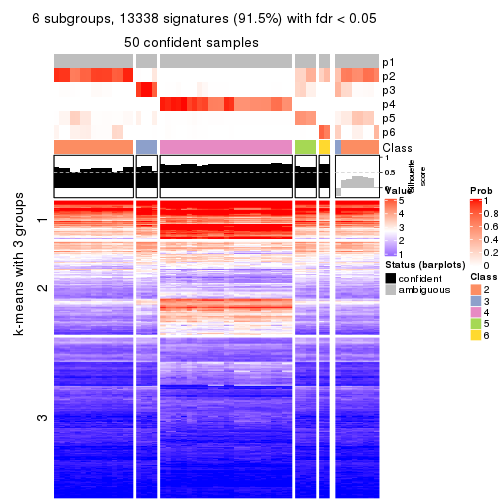 6 subgroups, 13338 signatures (91.5%) with fdr < 0.05
50 confident samples
p1
p2
p3
p4
p5
p6
Class
1
0.5
0
Silhouette
score
k-means with 3 groups
1
2
3
Value
5
4
3
2
1
Status (barplots)
confident
ambiguous
Prob
1
0.8
0.6
0.4
0.2
0
Class
2
3
4
5
6